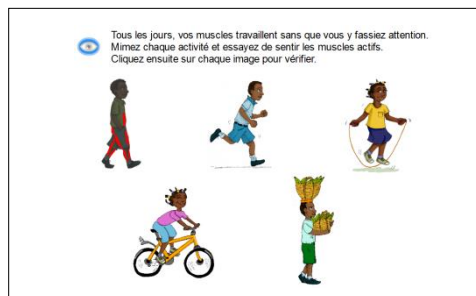 Tous les jours, vos muscles travaillent sans que vous y fassiez attention.
Mimez chaque activité et essayez de sentir les muscles actifs.
Cliquez ensuite sur chaque image pour vérifier.